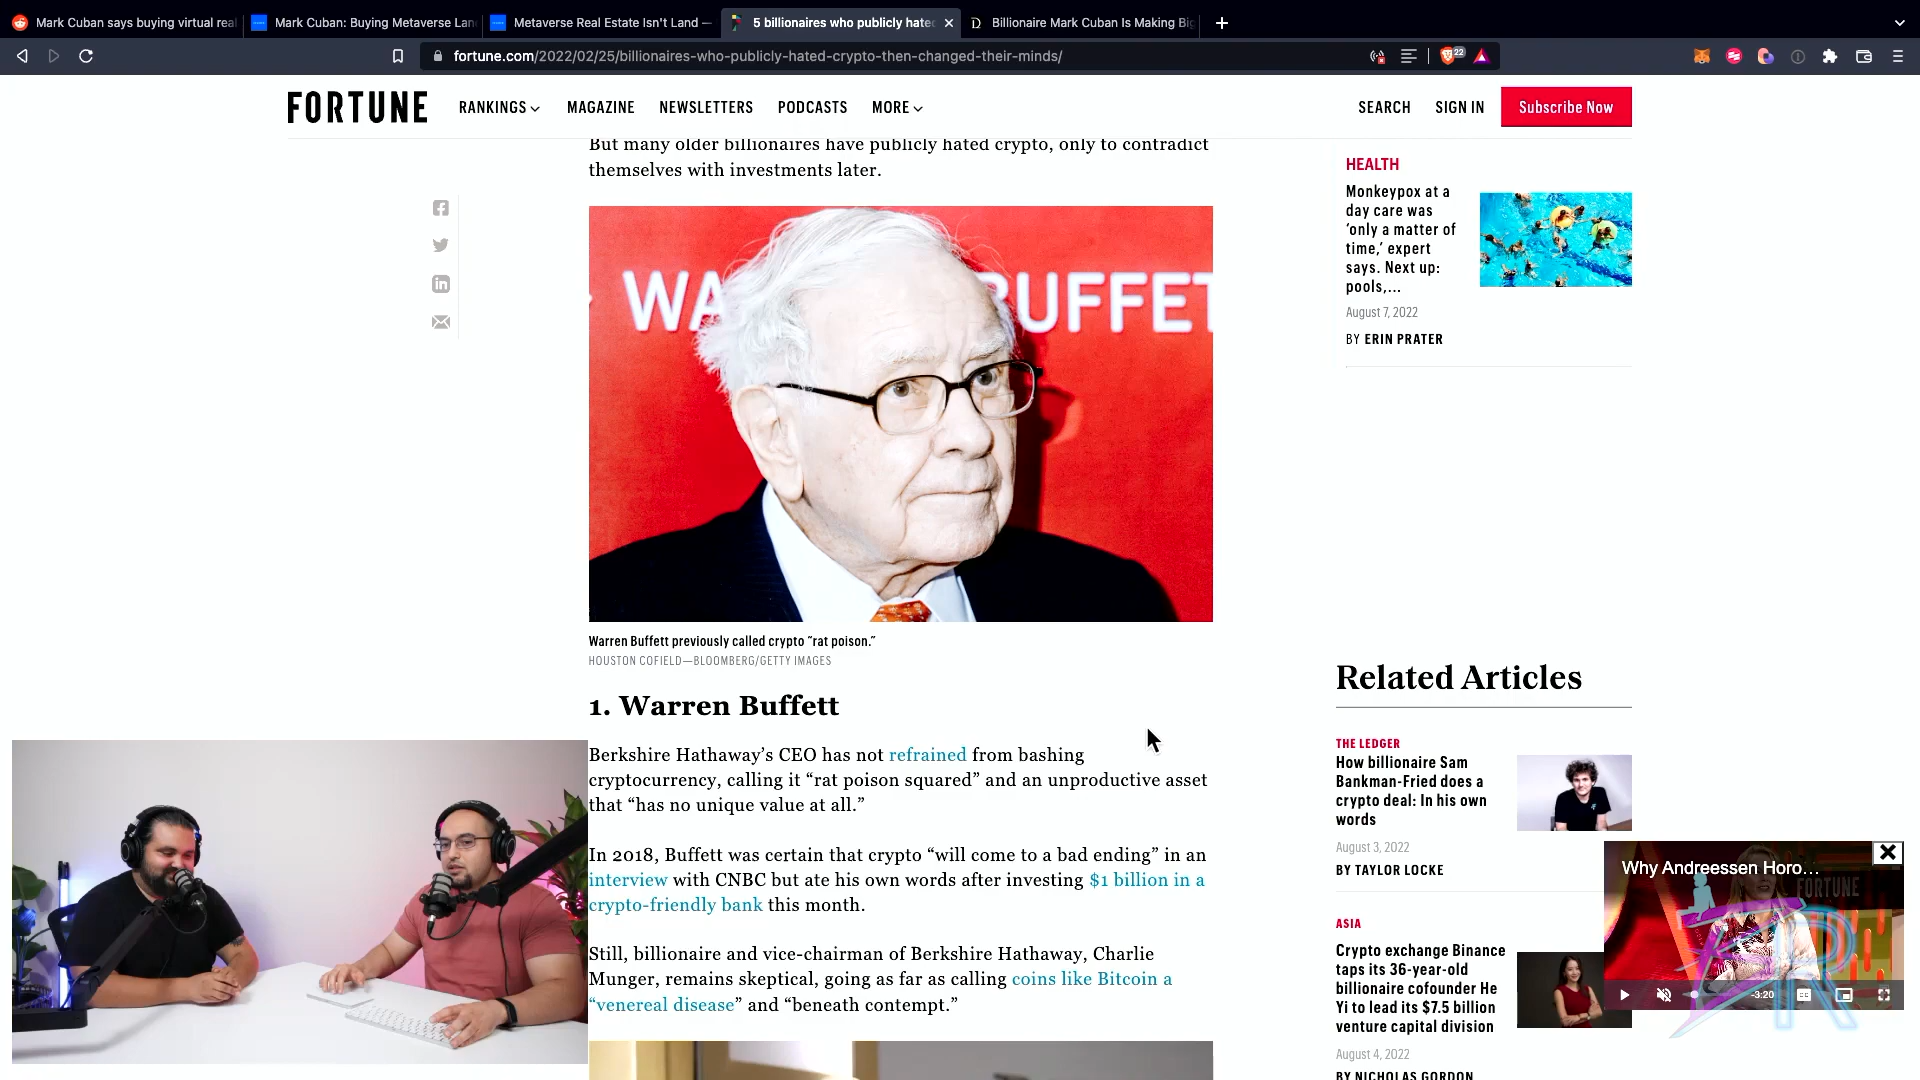 Mark Cuban says buying virtual real
Mark Cuban: Buying Metaverse Lan
Metaverse Real Estate Isn't Land —
5 billionaires who publicly hated
Billionaire Mark Cuban Is Making Big
fortune.com/2022/02/25/billionaires-who-publicly-hated-crypto-then-changed-their-minds/
22
FORTUNE
RANKINGS
MAGAZINE
NEWSLETTERS
PODCASTS
MORE
SEARCH
SIGN IN
Subscribe Now
But many older billionaires have publicly hated crypto, only to contradict
themselves with investments later.
WA BUFFET
Warren Buffett previously called crypto “rat poison.”
HOUSTON COFIELD—BLOOMBERG/GETTY IMAGES
1. Warren Buffett
Berkshire Hathaway’s CEO has not refrained from bashing
cryptocurrency, calling it “rat poison squared” and an unproductive asset
that “has no unique value at all.”
In 2018, Buffett was certain that crypto “will come to a bad ending” in an
interview with CNBC but ate his own words after investing $1 billion in a
crypto-friendly bank this month.
Still, billionaire and vice-chairman of Berkshire Hathaway, Charlie
Munger, remains skeptical, going as far as calling coins like Bitcoin a
“venereal disease” and “beneath contempt.”
HEALTH
Monkeypox at a
day care was
‘only a matter of
time,’ expert
says. Next up:
pools,...
August 7, 2022
BY ERIN PRATER
Related Articles
THE LEDGER
How billionaire Sam
Bankman-Fried does a
crypto deal: In his own
words
August 3, 2022
BY TAYLOR LOCKE
ASIA
Crypto exchange Binance
taps its 36-year-old
billionaire cofounder He
Yi to lead its $7.5 billion
venture capital division
August 4, 2022
BY NICHOLAS GORDON
Why Andreessen Horo...
FORTUNE
-3:20